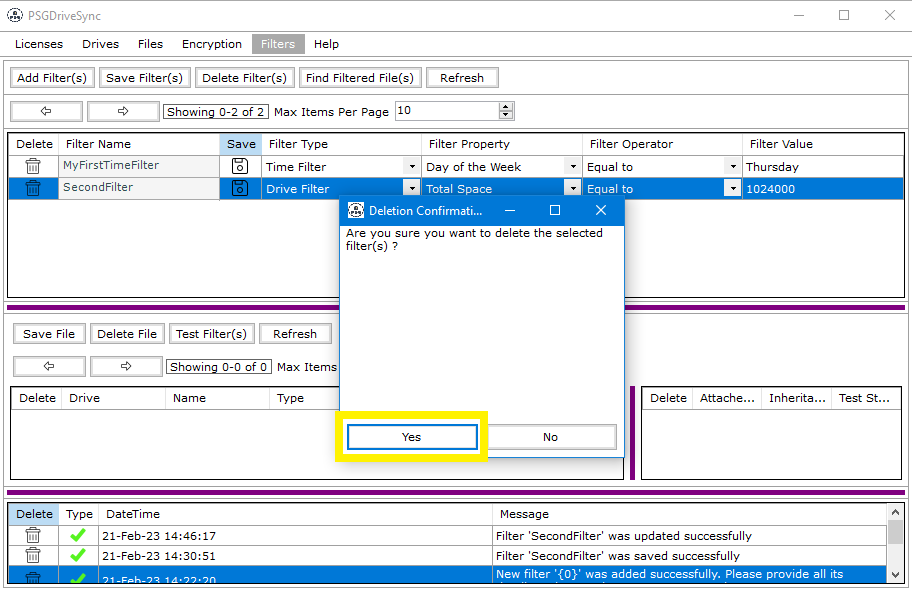 PSGDriveSync
Licenses Drives Files Encryption Filters Help
Add Filter(s) Save Filter(s) Delete Filter(s) Find Filtered File(s) Refresh
Showing 0-2 of 2 Max Items Per Page 10
Delete Filter Name Save Filter Type Filter Property Filter Operator Filter Value
MyFirstTimeFilter Time Filter Day of the Week Equal to Thursday
SecondFilter Drive Filter Total Space Equal to 1024000
Deletion Confirmati...
Are you sure you want to delete the selected
filter(s) ?
Save File Delete File Test Filter(s) Refresh
Showing 0-0 of 0 Max Items
Delete Drive Name Type Delete Attache... Inherita... Test St...
Yes No
Delete Type DateTime Message
21-Feb-23 14:46:17 Filter 'SecondFilter' was updated successfully
21-Feb-23 14:30:51 Filter 'SecondFilter' was saved successfully
21-Feb-23 14:22:20 New filter '{0}' was added successfully. Please provide all its